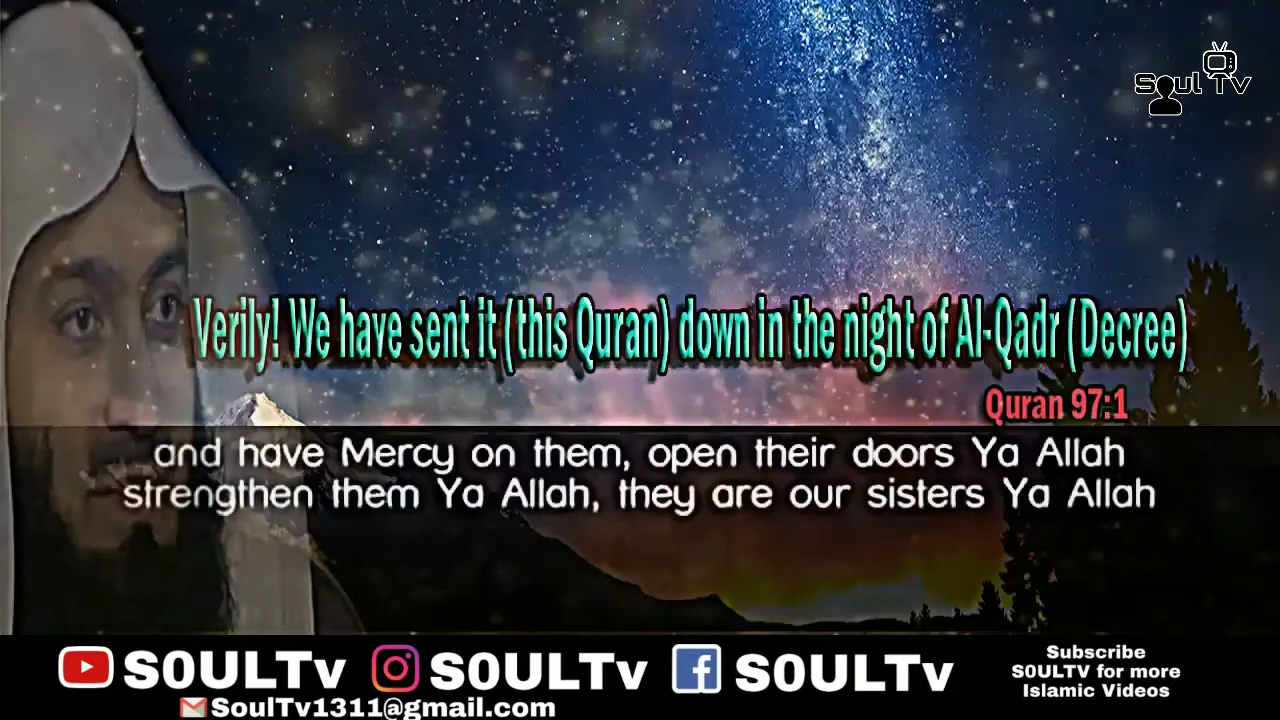 Soul Tv
Verily! We have sent it (this Quran) down in the night of Al-Qadr (Decree)
Quran 97:1
and have Mercy on them, open their doors Ya Allah
strengthen them Ya Allah, they are our sisters Ya Allah
S0ULTv S0ULTv S0ULTv
SoulTv1311@gmail.com
Subscribe
S0ULTV for more
Islamic Videos